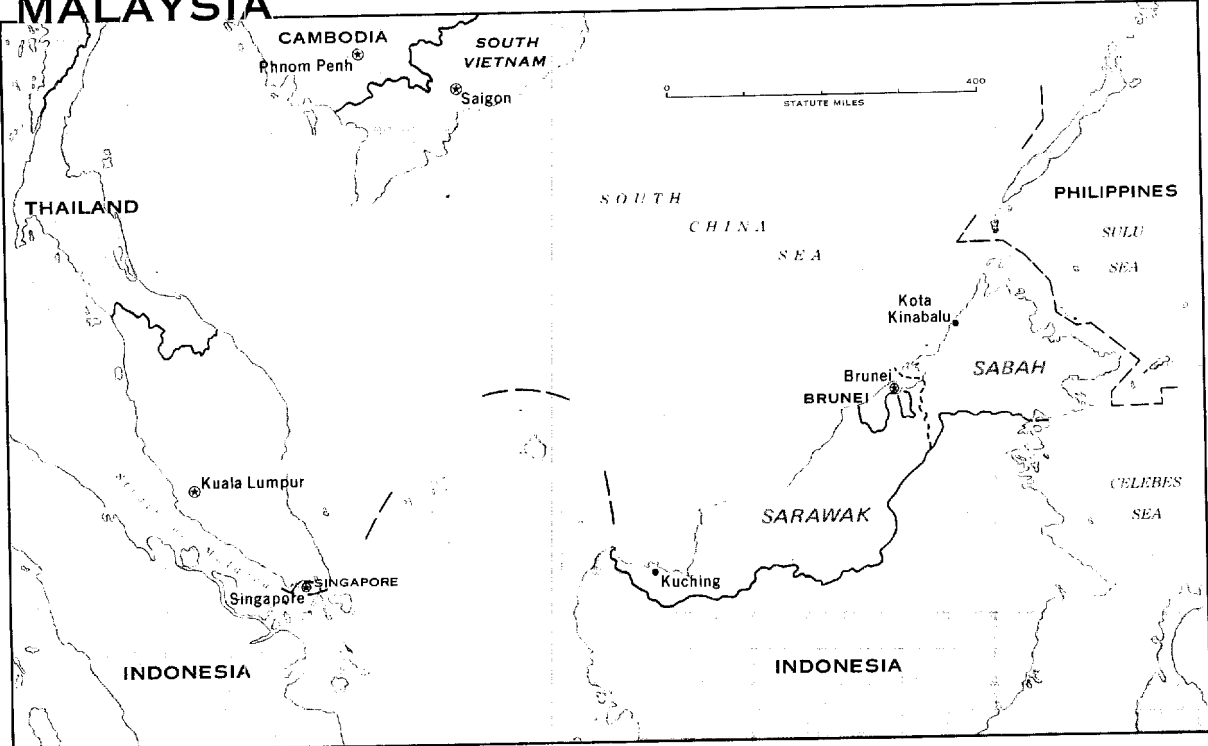 MALAYSIA
CAMBODIA
Phnom Penh
SOUTH
VIETNAM
Saigon
0 400
STATUTE MILES
THAILAND
SOUTH
CHINA
SEA
PHILIPPINES
SULU
SEA
Kota
Kinabalu
SABAH
Brunei
BRUNEI
Kuala Lumpur
CELEBES
SEA
SARAWAK
Kuching
SINGAPORE
Singapore
INDONESIA
INDONESIA